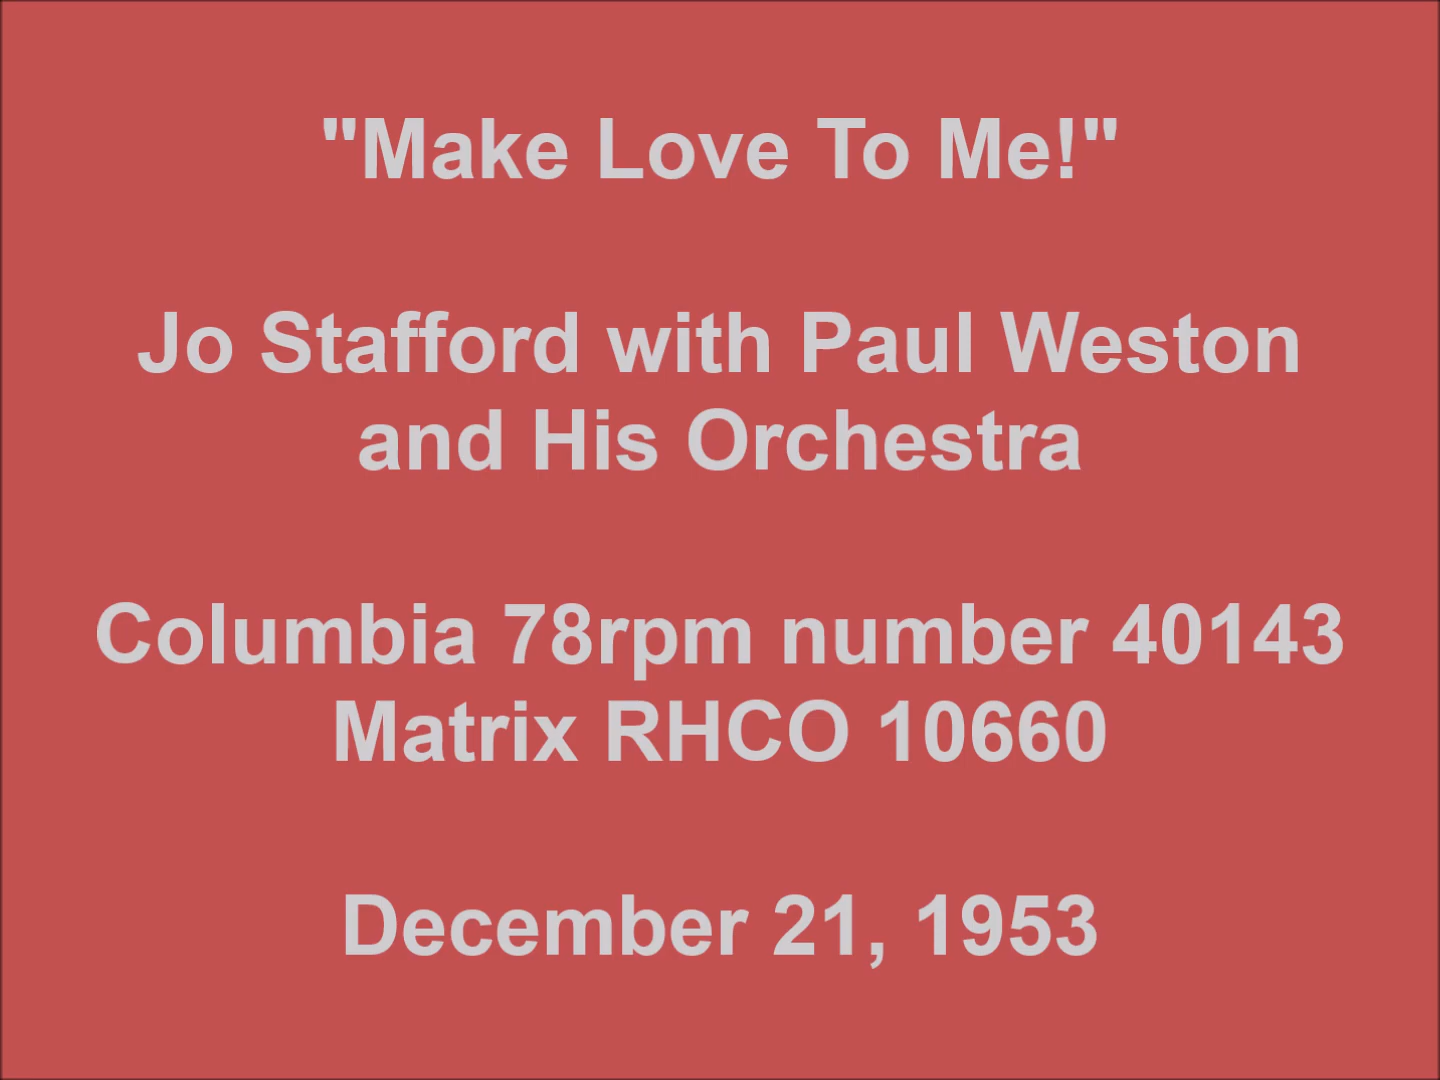 "Make Love To Me!"
Jo Stafford with Paul Weston
and His Orchestra
Columbia 78rpm number 40143
Matrix RHCO 10660
December 21, 1953